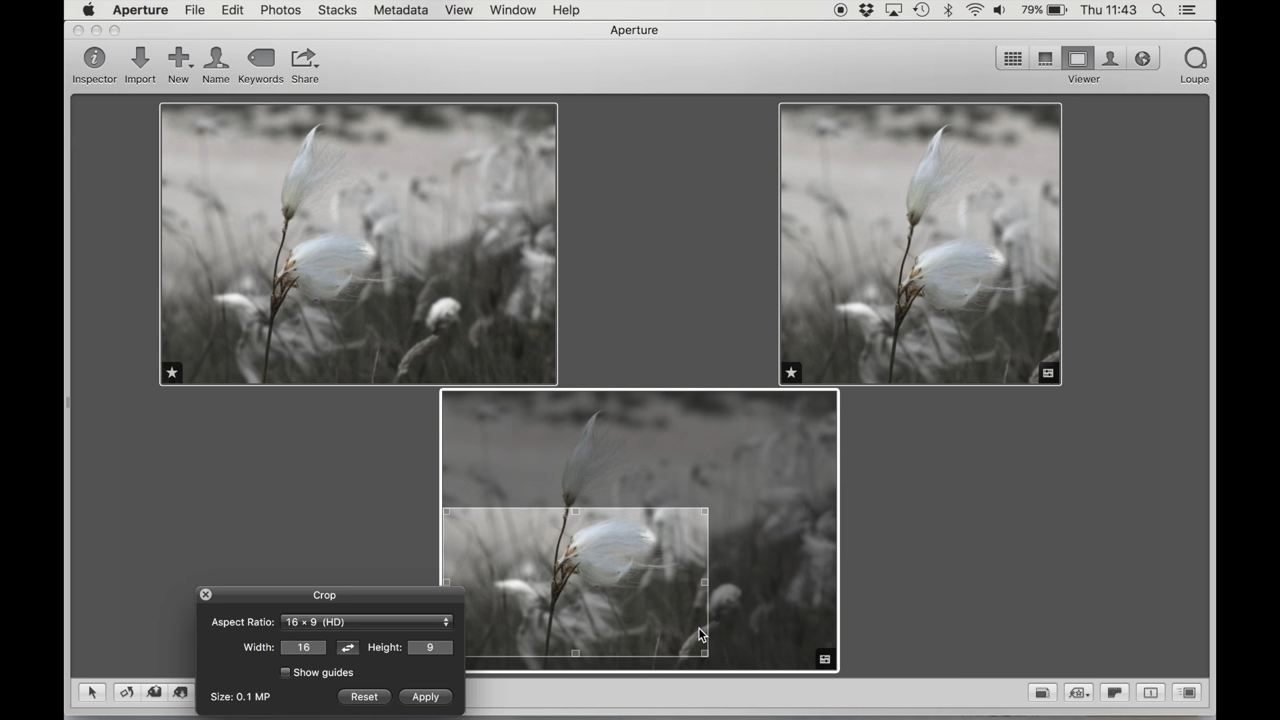 Aperture File Edit Photos Stacks Metadata View Window Help 79% Thu 11:43
Aperture
Inspector Import New Name Keywords Share Viewer Loupe
Crop
Aspect Ratio: 16 × 9 (HD)
Width: 16 Height: 9
Show guides
Size: 0.1 MP Reset Apply
1